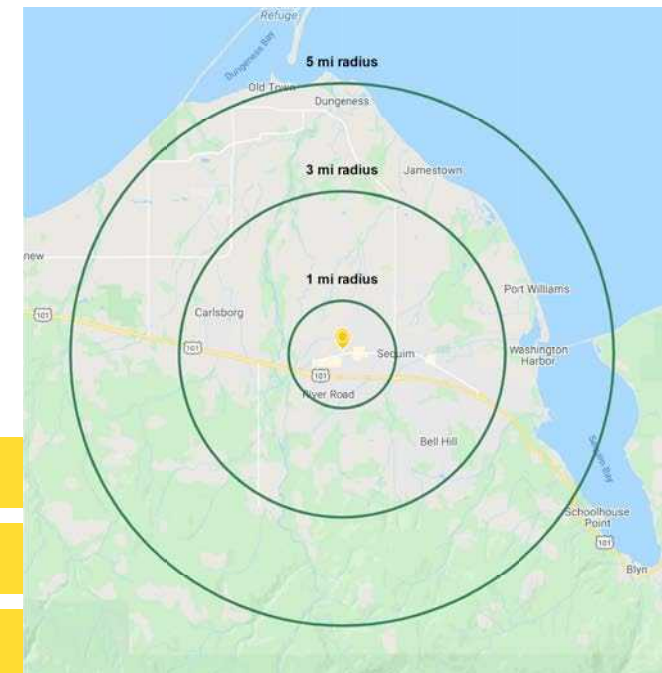 Refuge
Dungeness Bay
5 mi radius
Old Town
Dungeness
3 mi radius
Jamestown
new
1 mi radius
Port Williams
101
Carlsborg
101
Sequim
Washington
Harbor
101
River Road
Bell Hill
Sequim Bay
Schoolhouse
Point
101
Blyn